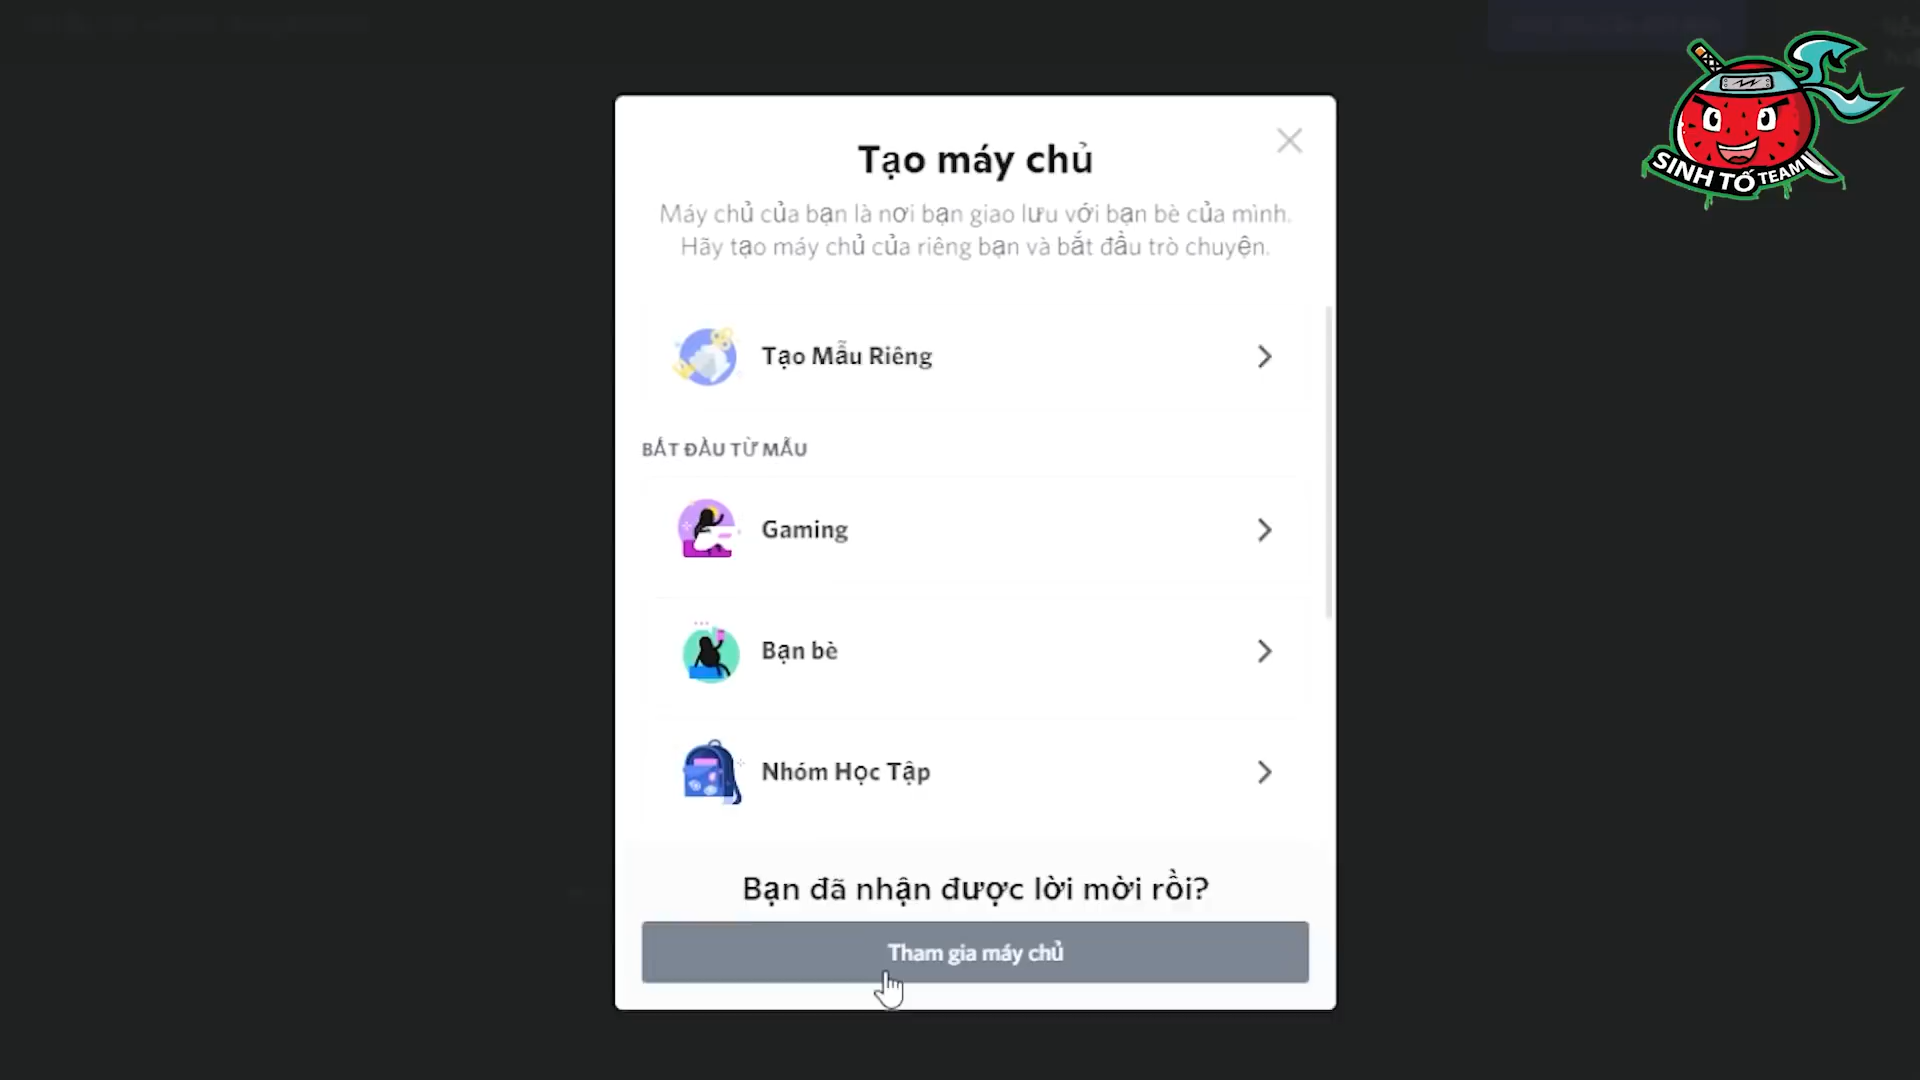 SINH TỐ TEAM
Tạo máy chủ
Máy chủ của bạn là nơi bạn giao lưu với bạn bè của mình.
Hãy tạo máy chủ của riêng bạn và bắt đầu trò chuyện.
Tạo Mẫu Riêng
BẮT ĐẦU TỪ MẪU
Gaming
Bạn bè
Nhóm Học Tập
Bạn đã nhận được lời mời rồi?
Tham gia máy chủ